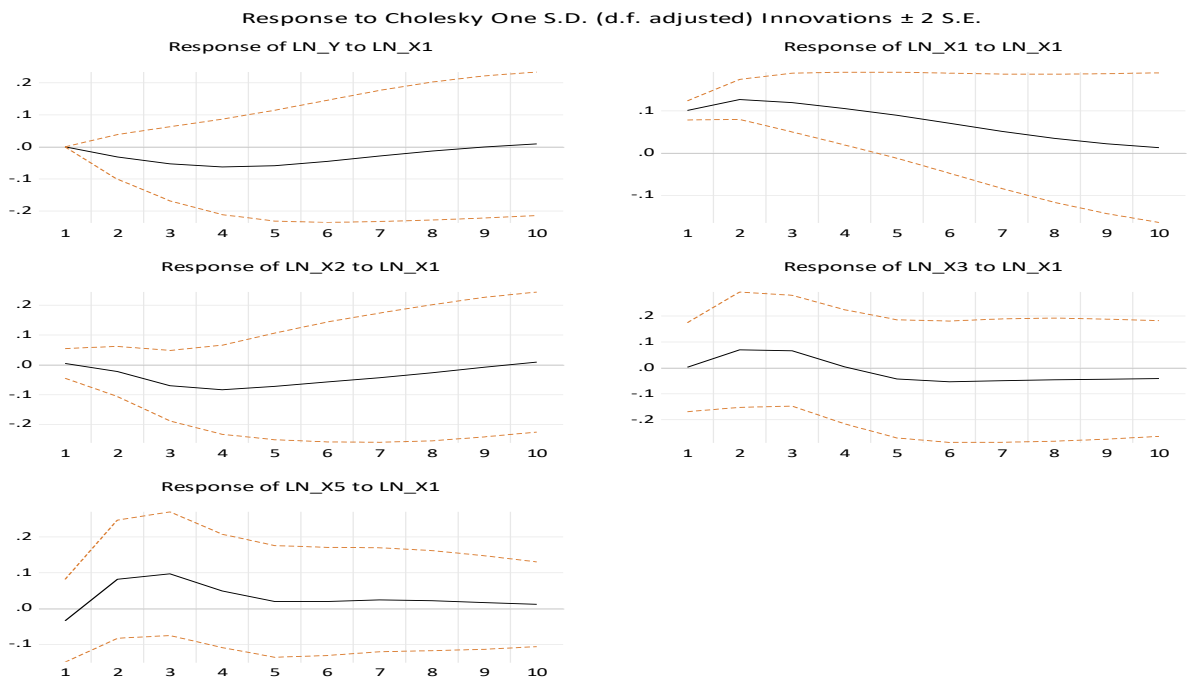 Response to Cholesky One S.D. (d.f. adjusted) Innovations ± 2 S.E.
Response of LN_Y to LN_X1
.2
.1
.0
-.1
-.2
1 2 3 4 5 6 7 8 9 10
Response of LN_X1 to LN_X1
.1
.0
-.1
1 2 3 4 5 6 7 8 9 10
Response of LN_X2 to LN_X1
.2
.1
.0
-.1
-.2
1 2 3 4 5 6 7 8 9 10
Response of LN_X3 to LN_X1
.2
.1
.0
-.1
-.2
1 2 3 4 5 6 7 8 9 10
Response of LN_X5 to LN_X1
.2
.1
.0
-.1
1 2 3 4 5 6 7 8 9 10